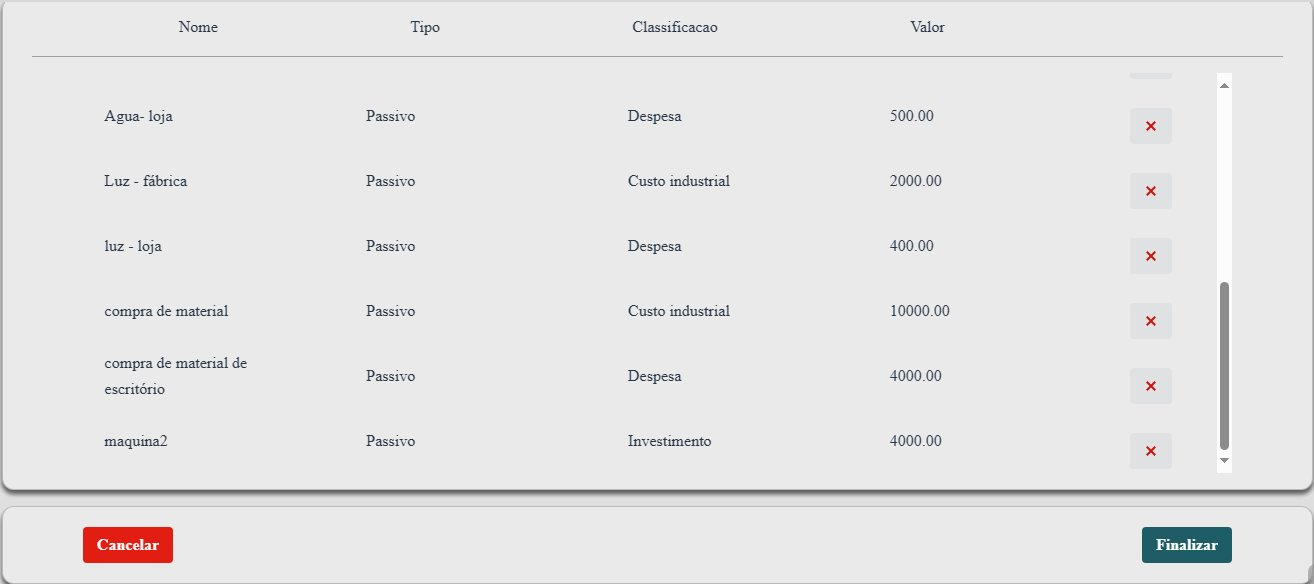 Nome Tipo Classificacao Valor
Agua- loja Passivo Despesa 500.00
Luz - fábrica Passivo Custo industrial 2000.00
luz - loja Passivo Despesa 400.00
compra de material Passivo Custo industrial 10000.00
compra de material de
escritório Passivo Despesa 4000.00
maquina2 Passivo Investimento 4000.00
Cancelar Finalizar